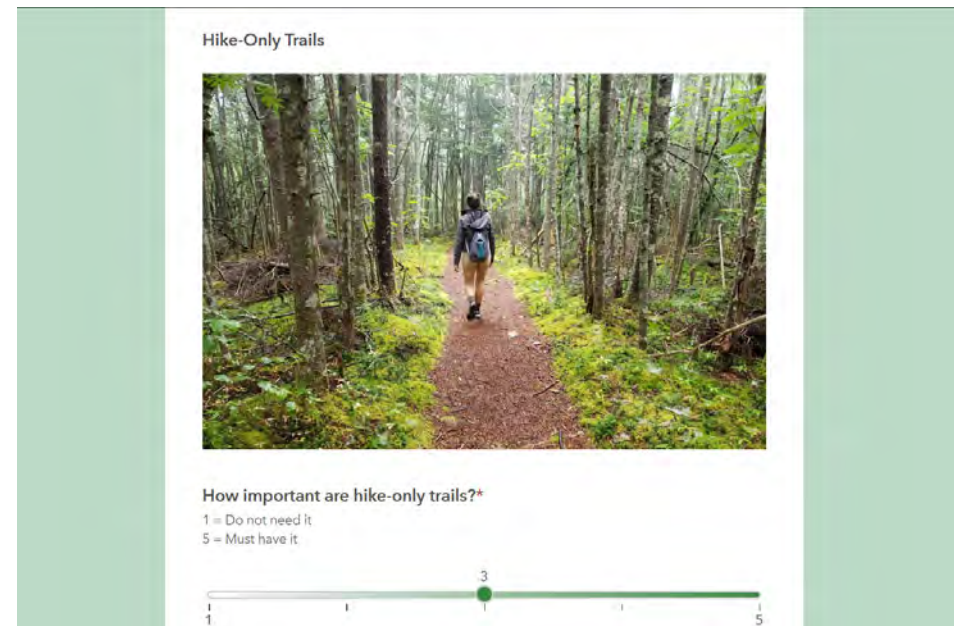 Hike-Only Trails
How important are hike-only trails?*
1 = Do not need it
5 = Must have it
3
1 5